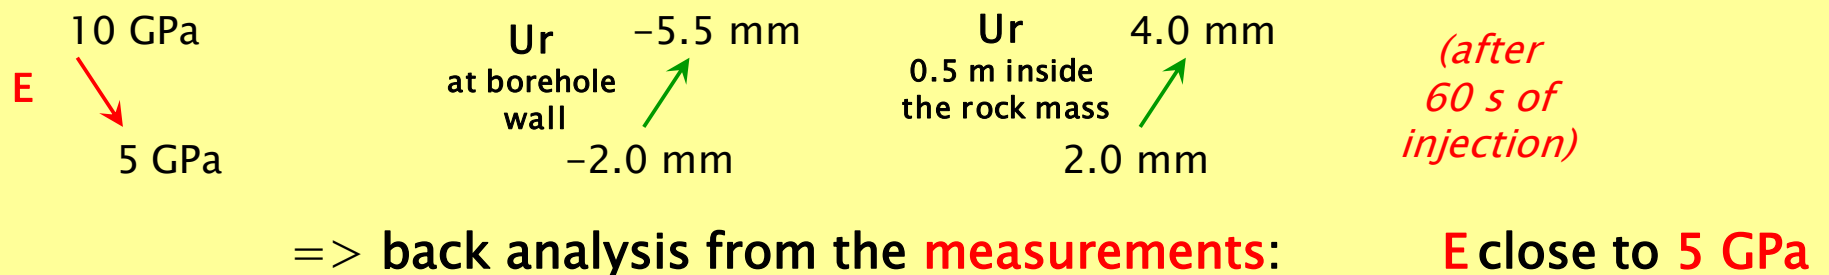 10 GPa
E
5 GPa
Ur
at borehole
wall
-5.5 mm
-2.0 mm
Ur
0.5 m inside
the rock mass
4.0 mm
2.0 mm
(after
60 s of
injection)
=> back analysis from the measurements: E close to 5 GPa